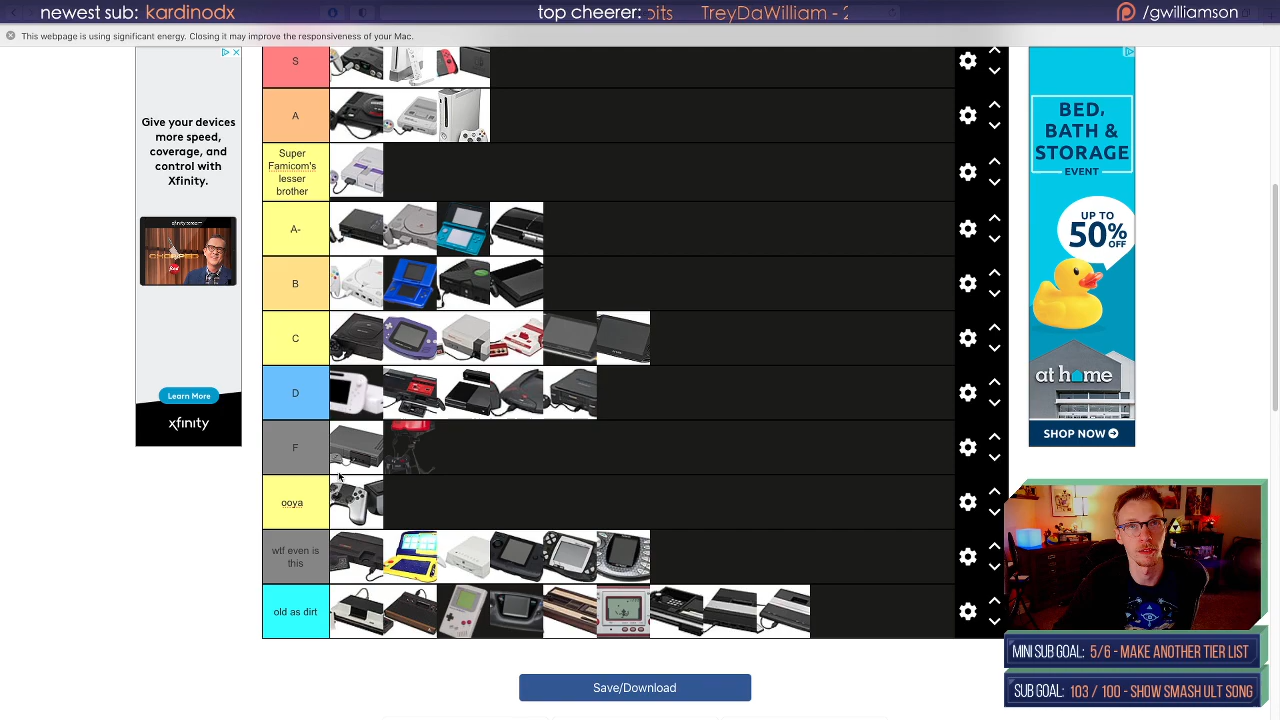 newest sub: kardinodx
top cheerer: bits TreyDaWilliam - 2
/gwilliamson
This webpage is using significant energy. Closing it may improve the responsiveness of your Mac.
Give your devices
more speed,
coverage, and
control with
Xfinity.
CHOPPED
Learn More
xfinity
S
A
Super
Famicom's
lesser
brother
A-
B
C
D
F
ooya
wtf even is
this
old as dirt
Save/Download
BED,
BATH &
STORAGE
EVENT
UP TO
50%
OFF
at home
SHOP NOW
MINI SUB GOAL: 5/6 - MAKE ANOTHER TIER LIST
SUB GOAL: 103 / 100 - SHOW SMASH ULT SONG